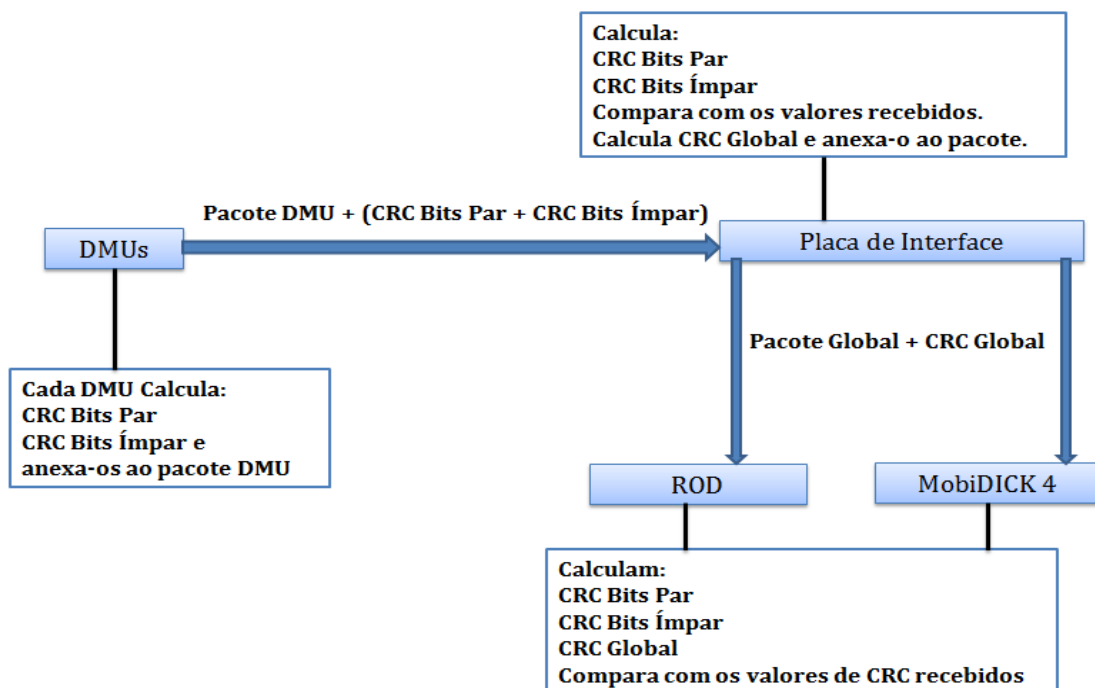 Calcula:
CRC Bits Par
CRC Bits Ímpar
Compara com os valores recebidos.
Calcula CRC Global e anexa-o ao pacote.
Pacote DMU + (CRC Bits Par + CRC Bits Ímpar)
DMUs
Placa de Interface
Pacote Global + CRC Global
Cada DMU Calcula:
CRC Bits Par
CRC Bits Ímpar e
anexa-os ao pacote DMU
ROD
MobiDICK 4
Calculam:
CRC Bits Par
CRC Bits Ímpar
CRC Global
Compara com os valores de CRC recebidos